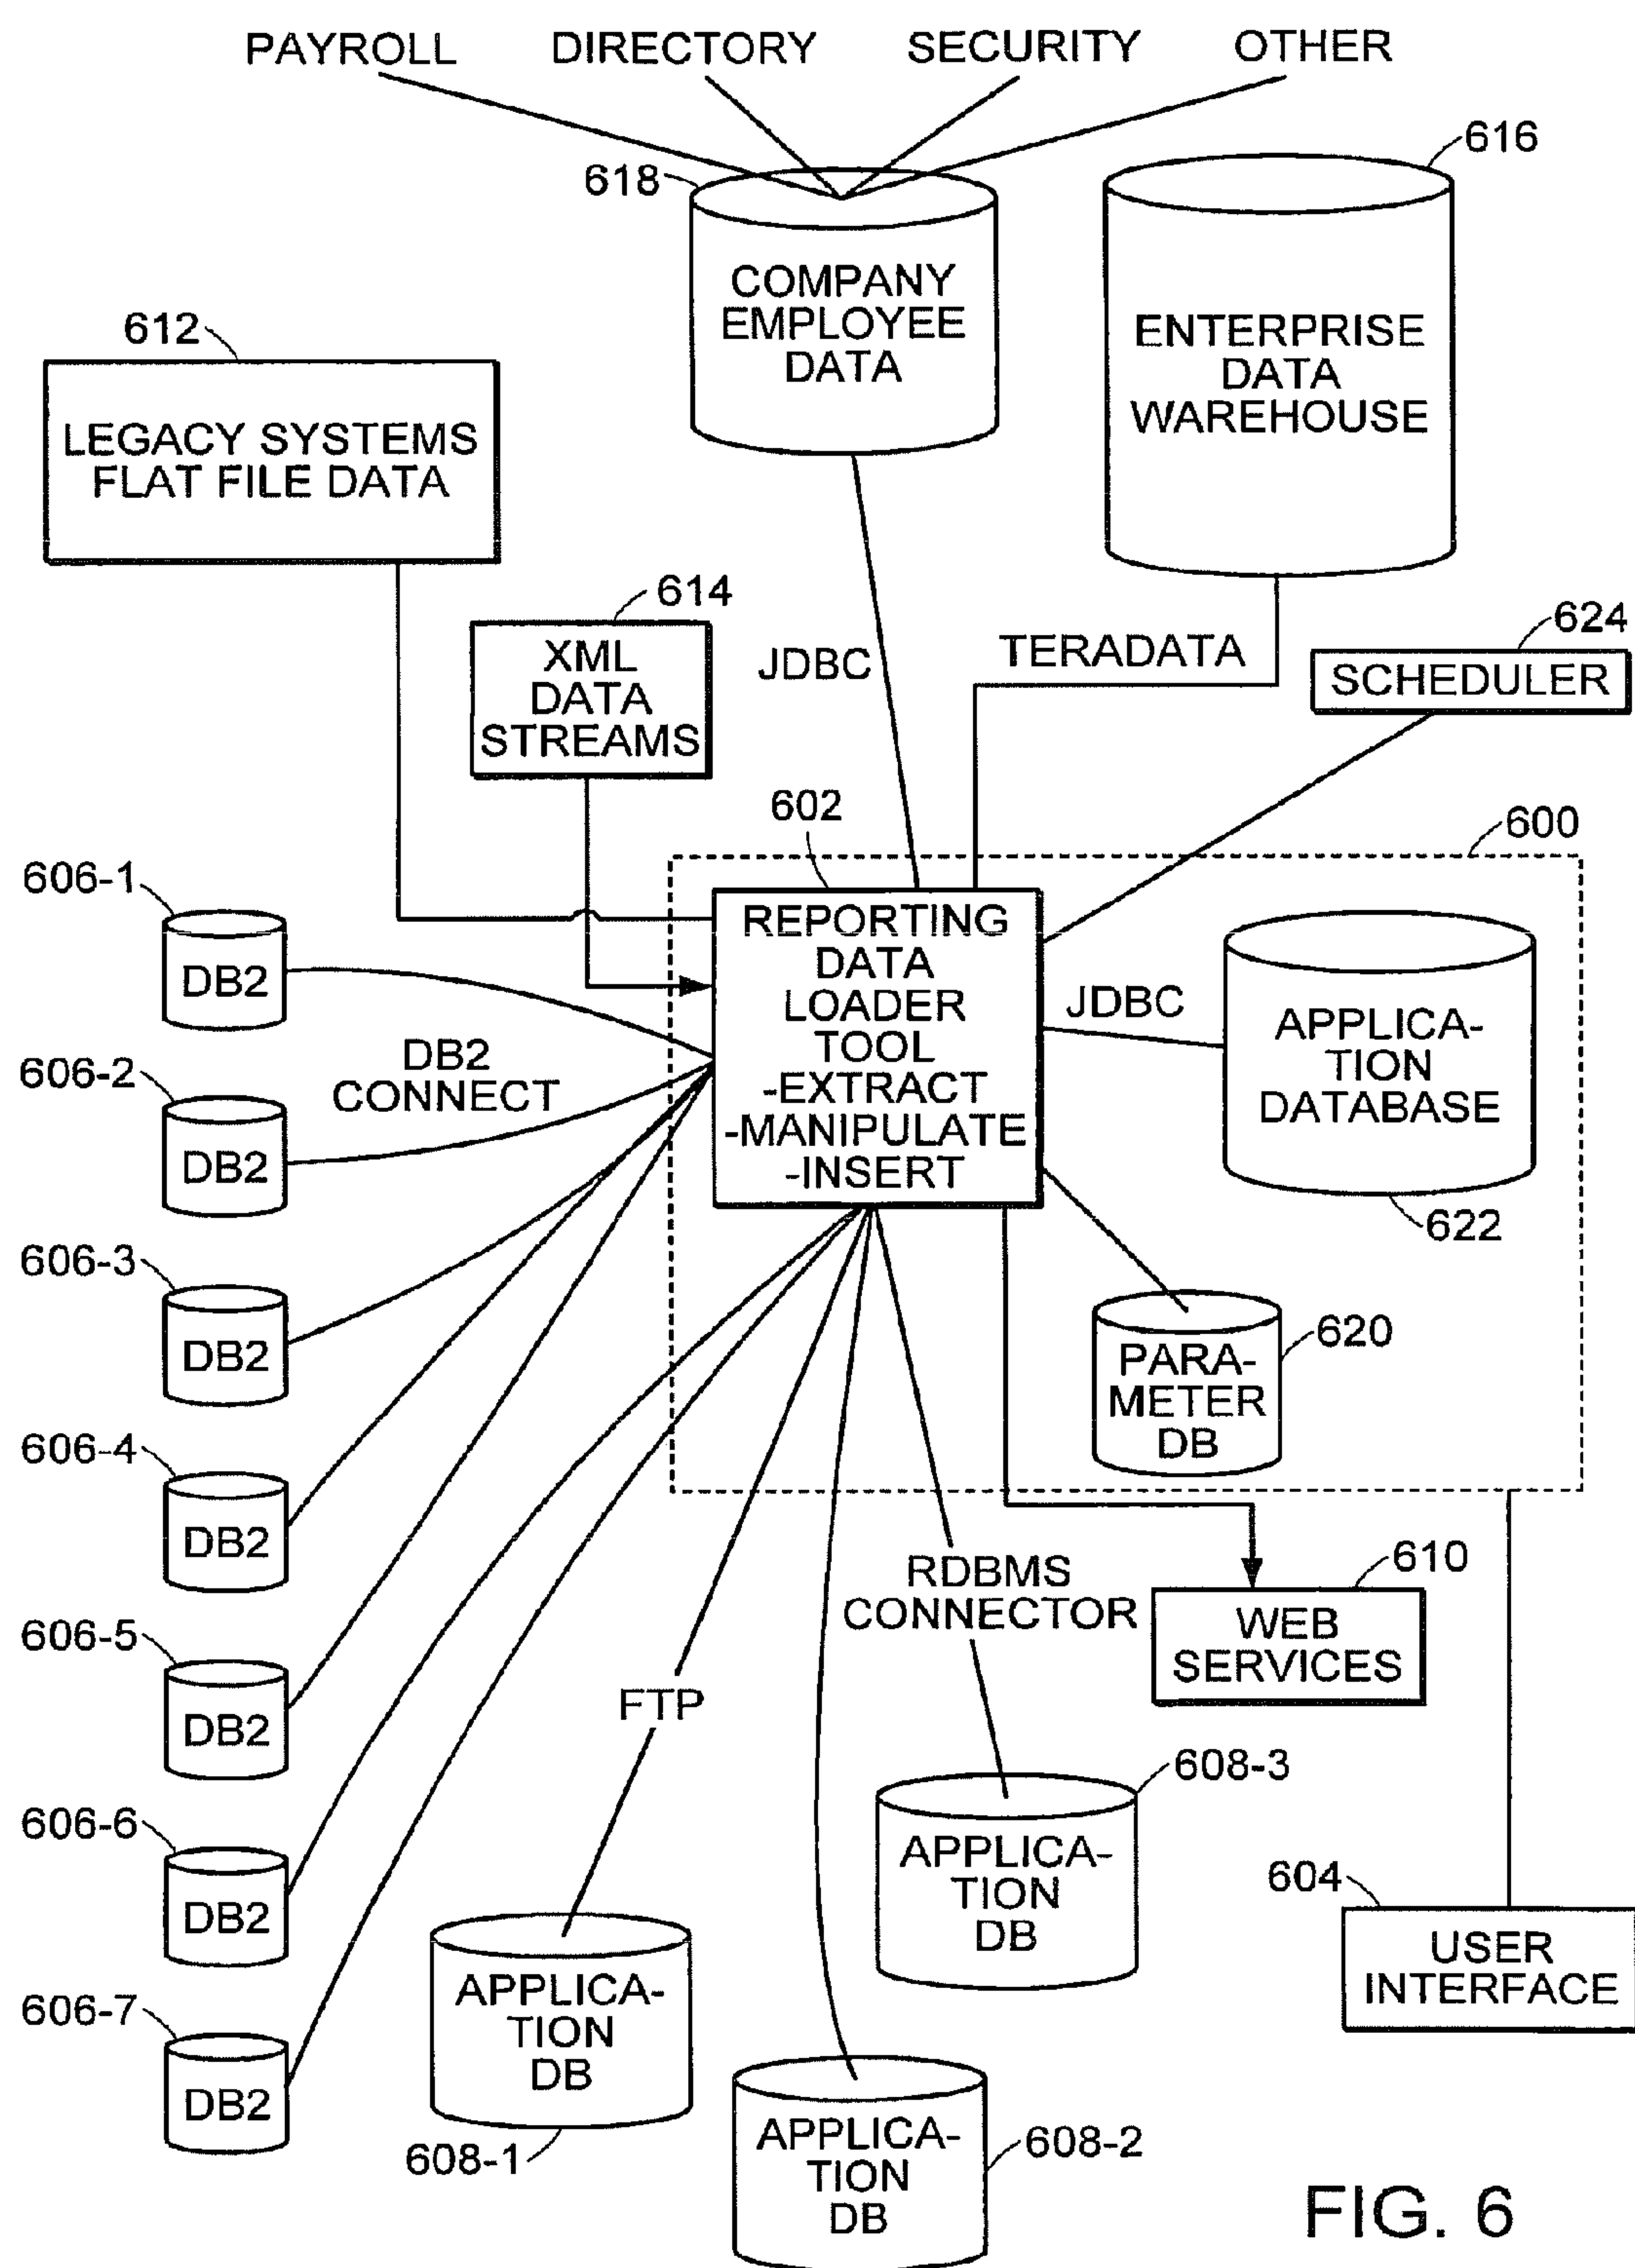 PAYROLL
DIRECTORY
SECURITY
OTHER
618
616
COMPANY
EMPLOYEE
DATA
ENTERPRISE
DATA
WAREHOUSE
612
LEGACY SYSTEMS
FLAT FILE DATA
614
XML
DATA
STREAMS
JDBC
TERADATA
624
SCHEDULER
602
600
REPORTING
DATA
LOADER
TOOL
-EXTRACT
-MANIPULATE
-INSERT
JDBC
APPLICA-
TION
DATABASE
622
620
PARA-
METER
DB
606-1
DB2
DB2
CONNECT
606-2
DB2
606-3
DB2
606-4
DB2
606-5
DB2
606-6
DB2
606-7
DB2
RDBMS
CONNECTOR
610
WEB
SERVICES
FTP
608-3
APPLICA-
TION
DB
604
USER
INTERFACE
APPLICA-
TION
DB
608-1
APPLICA-
TION
DB
608-2
FIG. 6